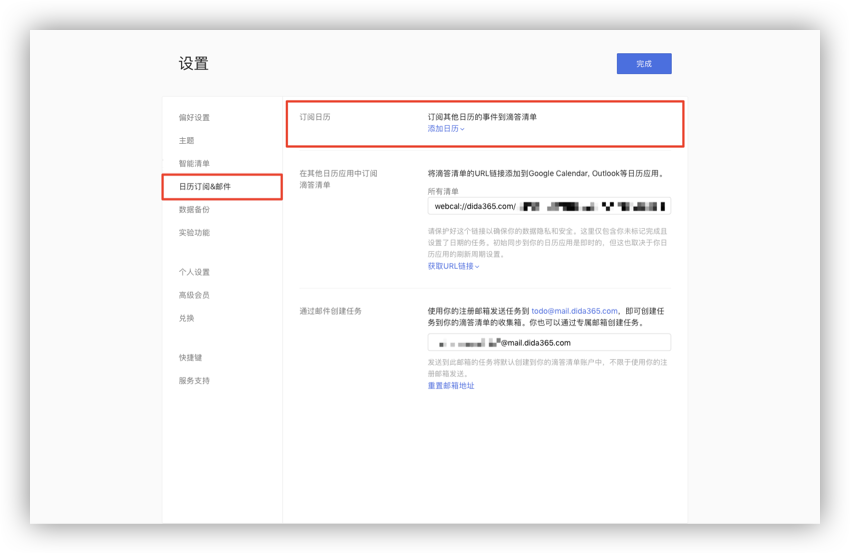 设置
完成
偏好设置
主题
智能清单
日历订阅&邮件
数据备份
实验功能
个人设置
高级会员
兑换
快捷键
服务支持
订阅日历
订阅其他日历的事件到滴答清单
添加日历
在其他日历应用中订阅
滴答清单
将滴答清单的URL链接添加到Google Calendar, Outlook等日历应用。
所有清单
webcal://dida365.com/
请保护好这个链接以确保你的数据隐私和安全。这里仅包含你未标记完成且
设置了日期的任务。初始同步到你的日历应用是即时的，但这也取决于你日
历应用的刷新周期设置。
获取URL链接
通过邮件创建任务
使用你的注册邮箱发送任务到 todo@mail.dida365.com，即可创建任
务到你的滴答清单的收集箱。你也可以通过专属邮箱创建任务。
@mail.dida365.com
发送到此邮箱的任务将默认创建到你的滴答清单账户中，不限于使用你的注
册邮箱发送。
重置邮箱地址